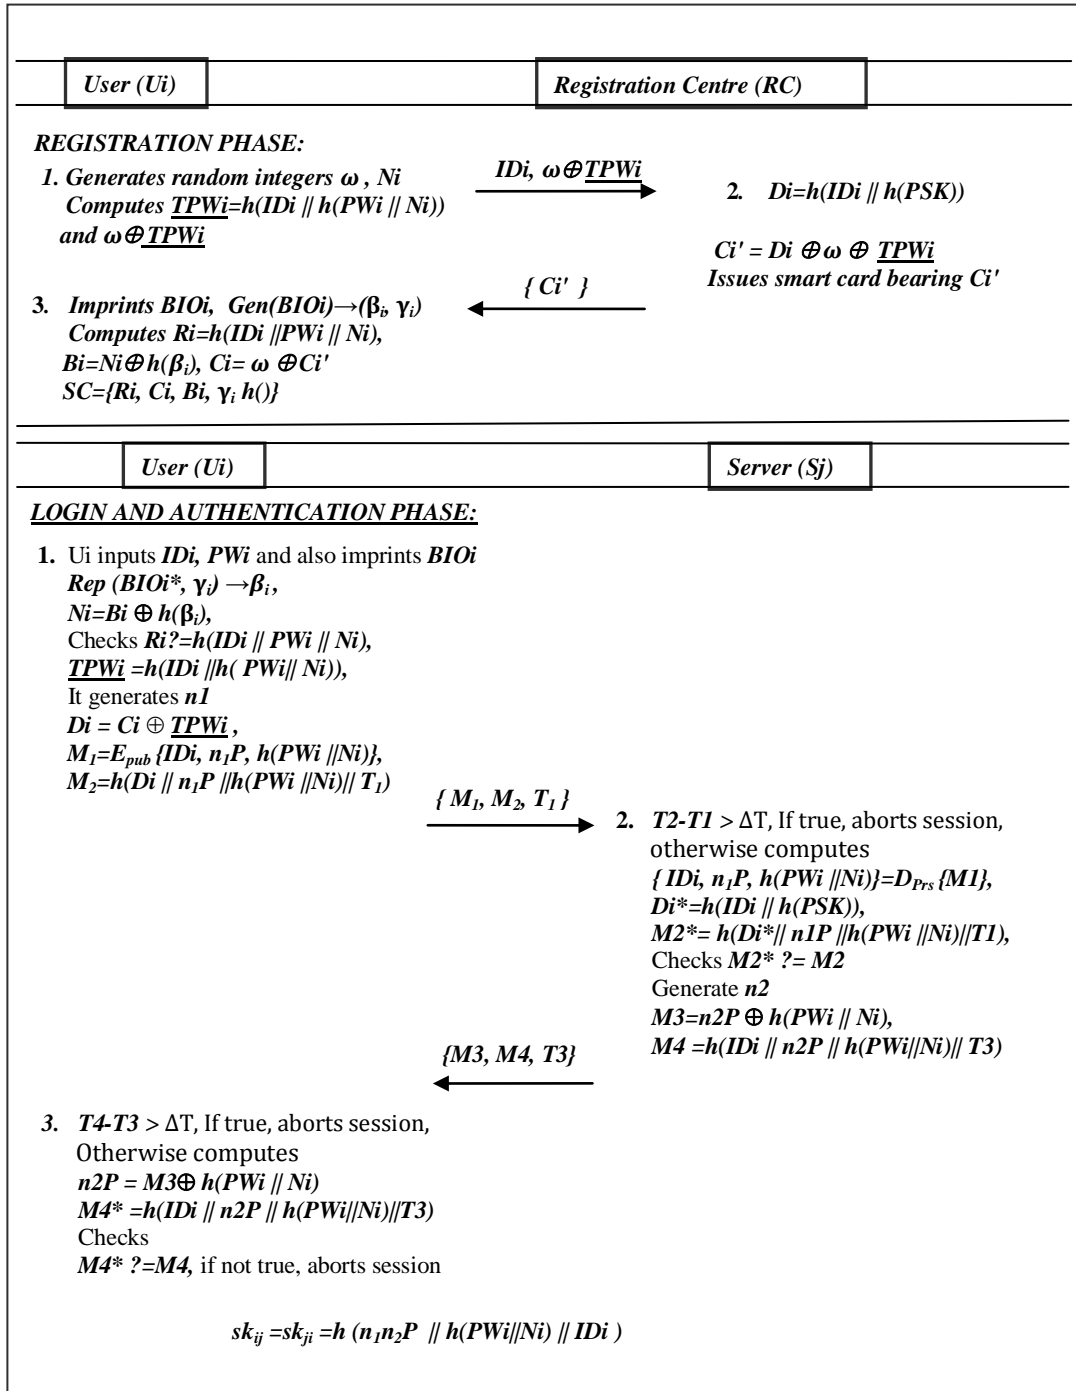 User (Ui)
Registration Centre (RC)
REGISTRATION PHASE:
1. Generates random integers ω , Ni
Computes TPWi=h(IDi || h(PWi || Ni))
and ω⊕TPWi
IDi, ω⊕TPWi
2. Di=h(IDi || h(PSK))
Ci' = Di ⊕ω ⊕ TPWi
Issues smart card bearing Ci'
{ Ci' }
3. Imprints BIOi, Gen(BIOi)→(βi, γi)
Computes Ri=h(IDi ||PWi || Ni),
Bi=Ni⊕h(βi), Ci= ω ⊕Ci'
SC={Ri, Ci, Bi, γi h()}
User (Ui)
Server (Sj)
LOGIN AND AUTHENTICATION PHASE:
1. Ui inputs IDi, PWi and also imprints BIOi
Rep (BIOi*, γi) →βi,
Ni=Bi ⊕ h(βi),
Checks Ri?=h(IDi || PWi || Ni),
TPWi =h(IDi ||h( PWi|| Ni)),
It generates n1
Di = Ci ⊕ TPWi ,
M1=Epub {IDi, n1P, h(PWi ||Ni)},
M2=h(Di || n1P ||h(PWi ||Ni)|| T1)
{ M1, M2, T1 }
2. T2-T1 > ΔT, If true, aborts session,
otherwise computes
{ IDi, n1P, h(PWi ||Ni)}=DPrs {M1},
Di*=h(IDi || h(PSK)),
M2*= h(Di*|| n1P ||h(PWi ||Ni)||T1),
Checks M2* ?= M2
Generate n2
M3=n2P ⊕ h(PWi || Ni),
M4 =h(IDi || n2P || h(PWi||Ni)|| T3)
{M3, M4, T3}
3. T4-T3 > ΔT, If true, aborts session,
Otherwise computes
n2P = M3⊕ h(PWi || Ni)
M4* =h(IDi || n2P || h(PWi||Ni)||T3)
Checks
M4* ?=M4, if not true, aborts session
skij =skji =h (n1n2P || h(PWi||Ni) || IDi )